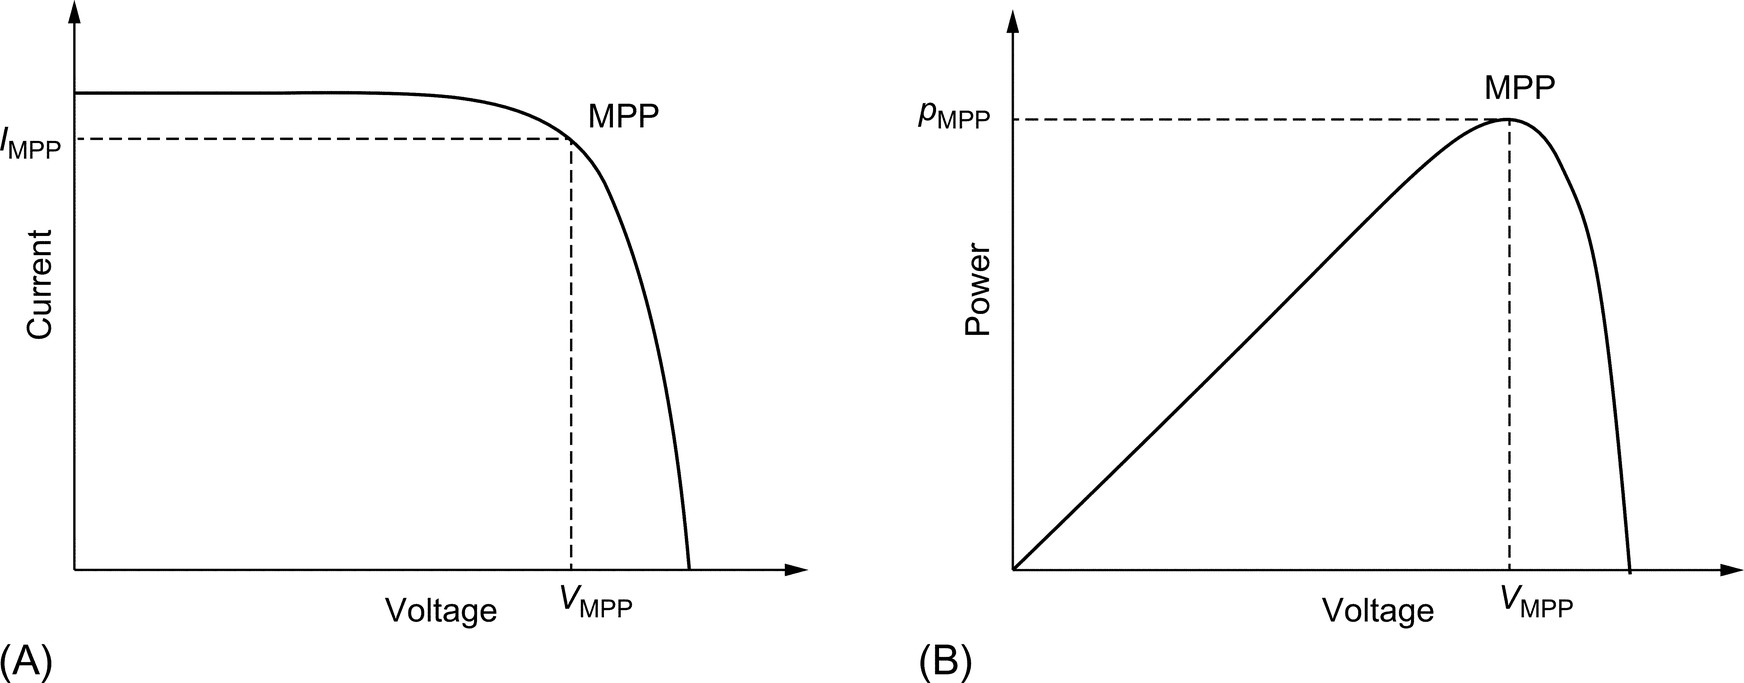 MPP
I_MPP
Current
Voltage
V_MPP
(A)
MPP
p_MPP
Power
Voltage
V_MPP
(B)